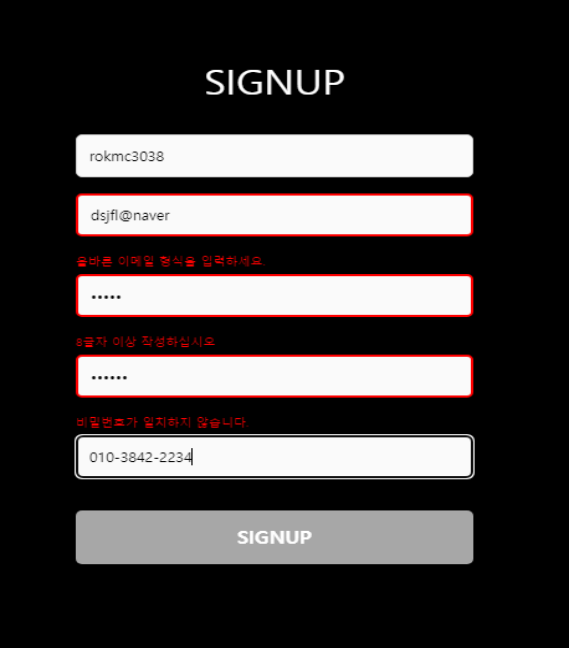 SIGNUP
rokmc3038
dsjfl@naver
올바른 이메일 형식을 입력하세요.
•••••
8글자 이상 작성하십시오
••••••
비밀번호가 일치하지 않습니다.
010-3842-2234
SIGNUP